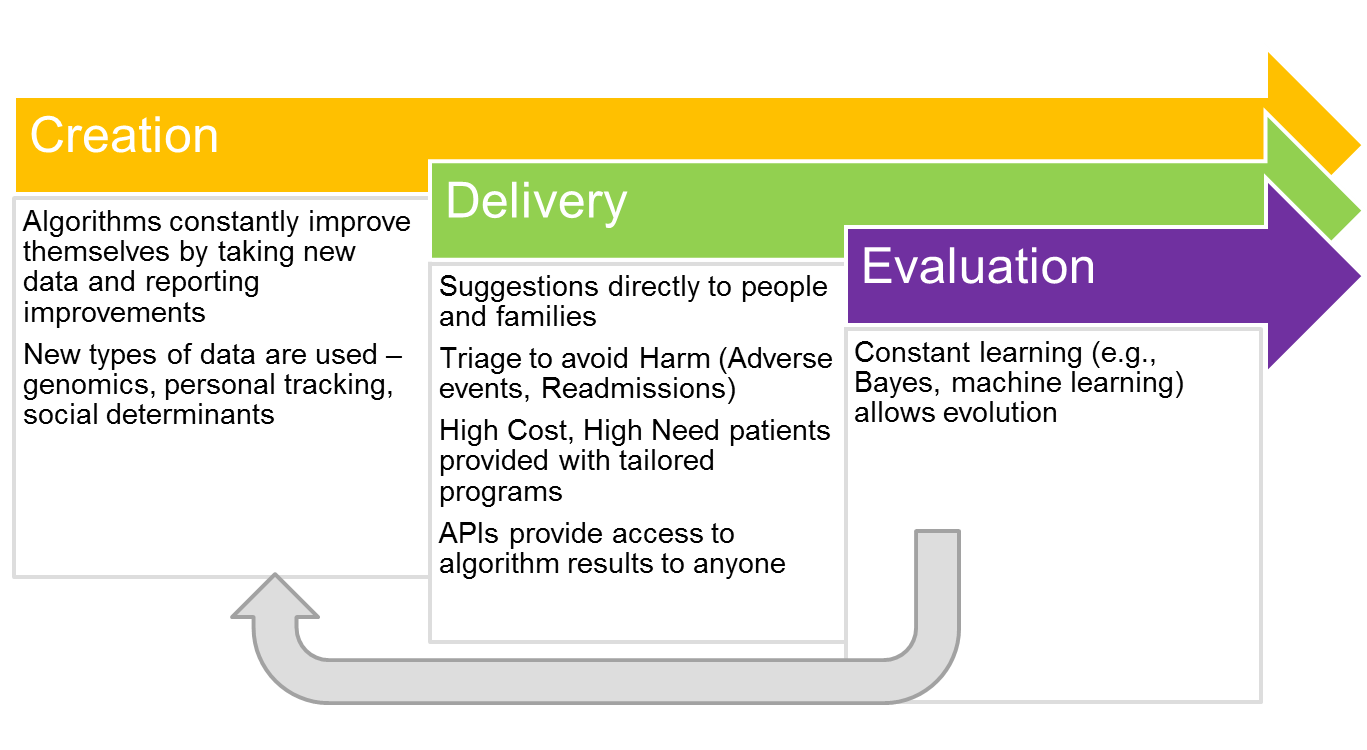 Creation
Algorithms constantly improve
themselves by taking new
data and reporting
improvements
New types of data are used –
genomics, personal tracking,
social determinants
Delivery
Suggestions directly to people
and families
Triage to avoid Harm (Adverse
events, Readmissions)
High Cost, High Need patients
provided with tailored
programs
APIs provide access to
algorithm results to anyone
Evaluation
Constant learning (e.g.,
Bayes, machine learning)
allows evolution